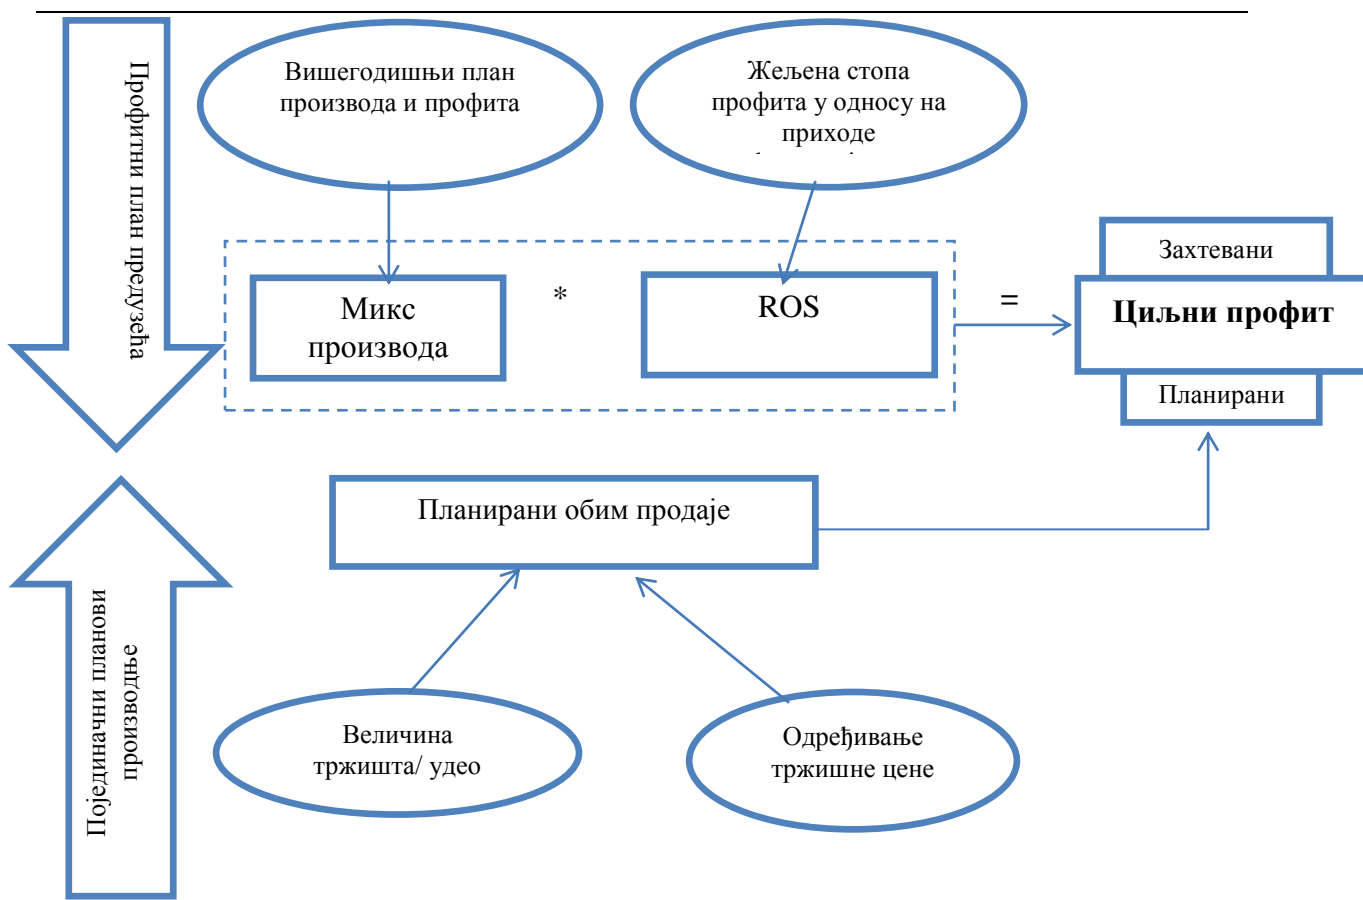 Профитни план предузећа
Вишегодишњи план
производа и профита
Жељена стопа
профита у односу на
приходе
Захтевани
Микс
производа
*
ROS
=
Циљни профит
Планирани
Планирани обим продаје
Појединачни планови
производње
Величина
тржишта/ удео
Одређивање
тржишне цене